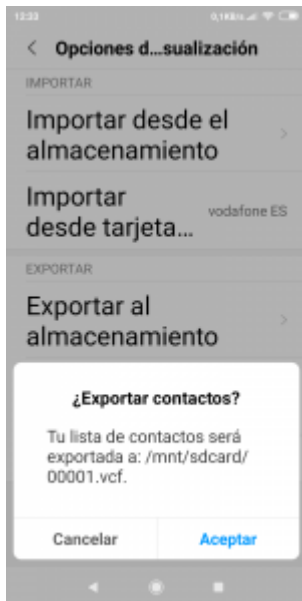 12:33 0,1KB/s
Opciones d...sualización
IMPORTAR
Importar desde el
almacenamiento
Importar
desde tarjeta...
vodafone ES
EXPORTAR
Exportar al
almacenamiento
¿Exportar contactos?
Tu lista de contactos será
exportada a: /mnt/sdcard/
00001.vcf.
Cancelar Aceptar